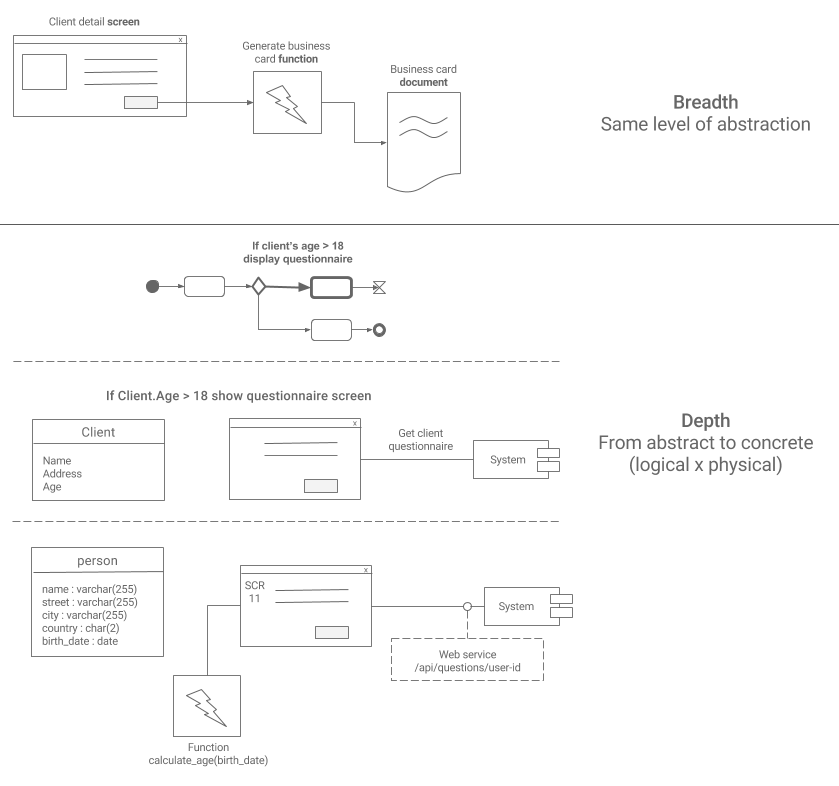 Client detail screen
x
Generate business
card function
Business card
document
Breadth
Same level of abstraction
If client's age > 18
display questionnaire
If Client.Age > 18 show questionnaire screen
Client
Name
Address
Age
x
Get client
questionnaire
System
Depth
From abstract to concrete
(logical x physical)
person
name : varchar(255)
street : varchar(255)
city : varchar(255)
country : char(2)
birth_date : date
x
SCR
11
System
Web service
/api/questions/user-id
Function
calculate_age(birth_date)